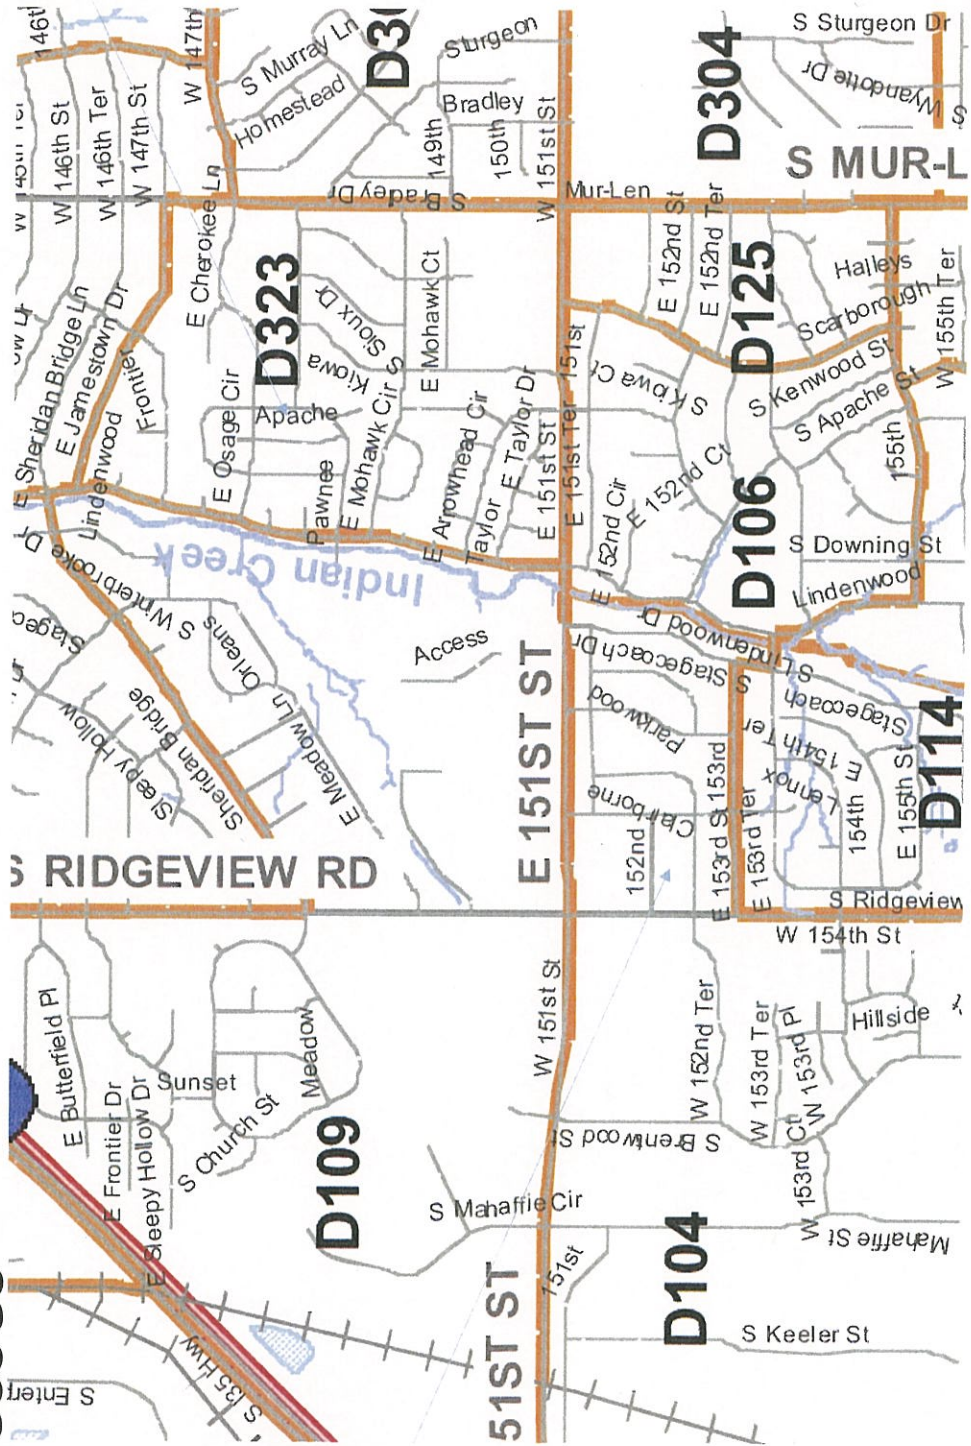 146th
W 146th St
W 146th Ter
W 147th St
W 147th
S Murray Ln
Homestead
Sturgeon
Bradley
149th
150th
W 151st St
D304
S Sturgeon Dr
Wyandotte Dr
S
S MUR-L
Mur-Len
S Bradley Dr
W 151st St
E Cherokee Ln
D323
S Sioux Dr
Kiowa
E Mohawk Ct
E 152nd St
E 152nd Ter
D125
Haileys
Scarborough
W 155th Ter
E Sheridan Bridge Ln
E Jamestown Dr
Frontier
Lindenwood
E Osage Cir
Apache
Pawnee
E Mohawk Cir
S
E Arrowhead Cir
Taylor
E Taylor Dr
E 151st St
E 151st Ter
151st
S Kiowa Ct
S Kenwood St
S Apache St
155th
E 152nd Cir
E 152nd Ct
D106
S Downing St
Lindenwood
Indian Creek
S Winterbrooke Dr
Orleans
E Meadow Ln
Sleepy Hollow
Sheridan Bridge
Access
E 151ST ST
S Lindenwood Dr
S Stagecoach Dr
Parkwood
Clairborne
152nd
E 153rd St
153rd
E 153rd Ter
Lennox
E 154th Ter
Stagecoach
154th
E 155th St
D114
S RIDGEVIEW RD
S Ridgeview
W 154th St
E Butterfield Pl
E Frontier Dr
E Sleepy Hollow Dr
Sunset
S Church St
Meadow
D109
W 151st St
W 152nd Ter
W 153rd Ter
W 153rd Pl
Hillside
S Brentwood St
W 153rd Ct
S Mahaffie Cir
Mahaffie St
151st
D104
S Keeler St
51ST ST
S I35 Hwy
S Enterp